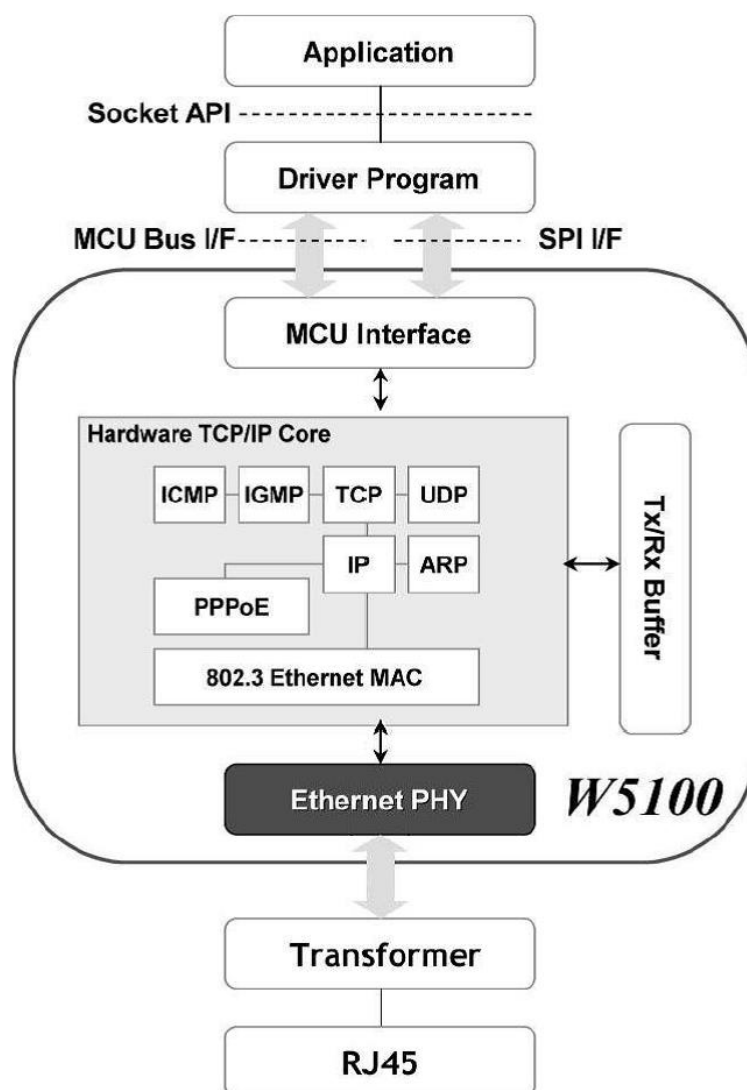 Application
Socket API
Driver Program
MCU Bus I/F
SPI I/F
MCU Interface
Hardware TCP/IP Core
ICMP IGMP TCP UDP
IP ARP
PPPoE
802.3 Ethernet MAC
Tx/Rx Buffer
Ethernet PHY
W5100
Transformer
RJ45